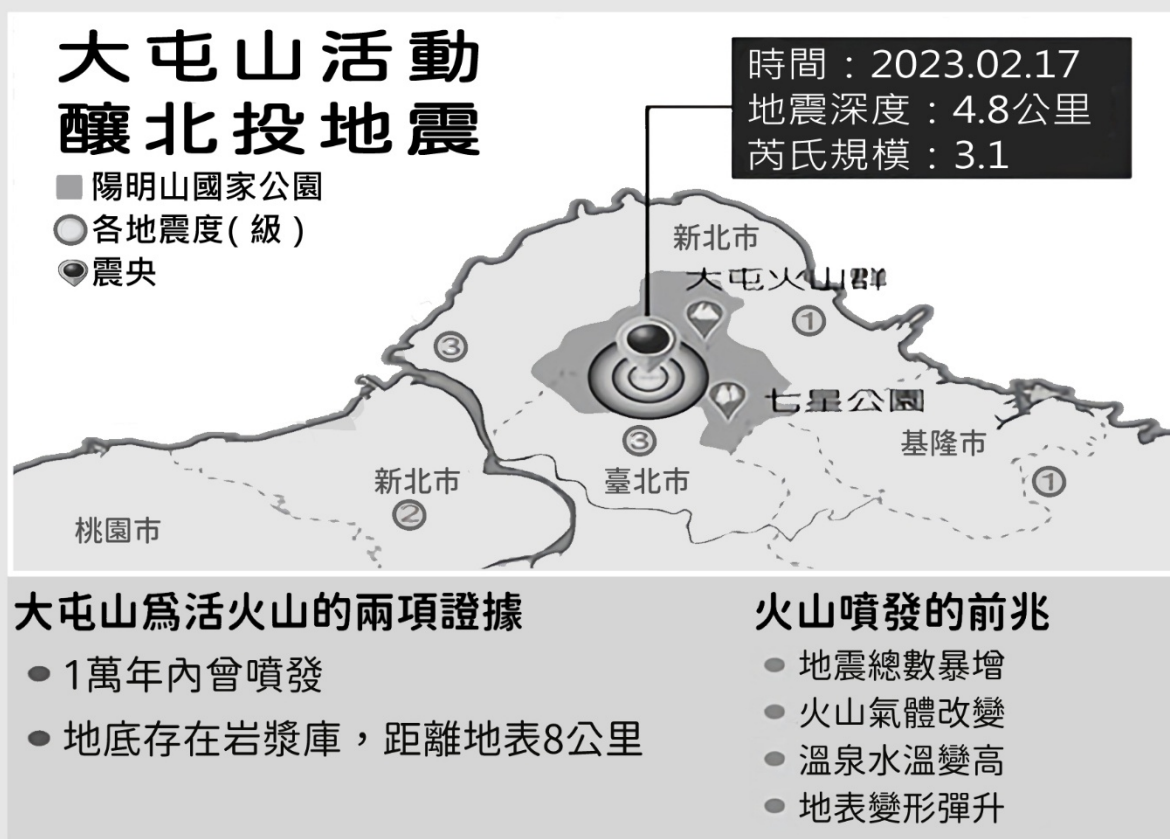 大屯山活動
釀北投地震
陽明山國家公園
各地震度(級)
震央
時間：2023.02.17
地震深度：4.8公里
芮氏規模：3.1
新北市
大屯火山群
①
③
七星公園
③
基隆市
新北市
臺北市
①
②
桃園市
大屯山爲活火山的兩項證據
1萬年內曾噴發
地底存在岩漿庫，距離地表8公里
火山噴發的前兆
地震總數暴增
火山氣體改變
溫泉水溫變高
地表變形彈升